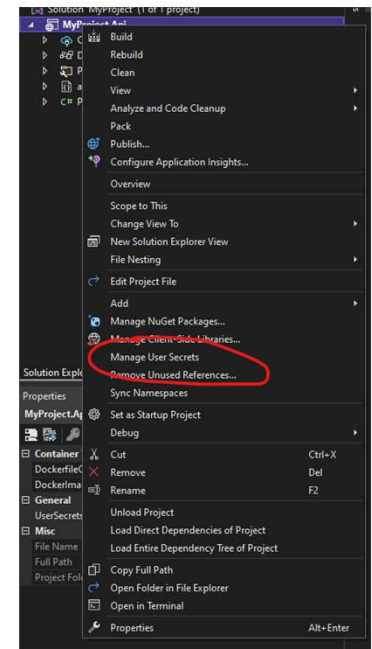 Solution 'MyProject' (1 of 1 project)
MyProject.Api
Build
Rebuild
Clean
View
Analyze and Code Cleanup
Pack
Publish...
Configure Application Insights...
Overview
Scope to This
Change View To
New Solution Explorer View
File Nesting
Edit Project File
Add
Manage NuGet Packages...
Manage Client-Side Libraries...
Manage User Secrets
Remove Unused References...
Sync Namespaces
Set as Startup Project
Debug
Cut Ctrl+X
Remove Del
Rename F2
Unload Project
Load Direct Dependencies of Project
Load Entire Dependency Tree of Project
Copy Full Path
Open Folder in File Explorer
Open in Terminal
Properties Alt+Enter
Solution Explo
Properties
MyProject.Ap
Container
DockerfileC
DockerIma
General
UserSecrets
Misc
File Name
Full Path
Project Fol